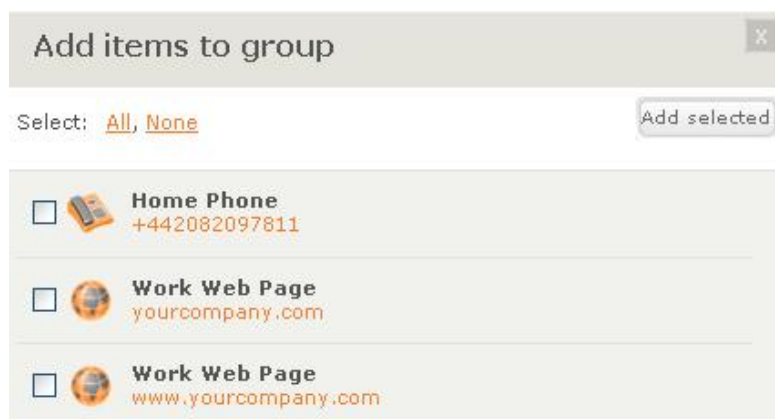 Add items to group
X
Select: All, None
Add selected
Home Phone
+442082097811
Work Web Page
yourcompany.com
Work Web Page
www.yourcompany.com